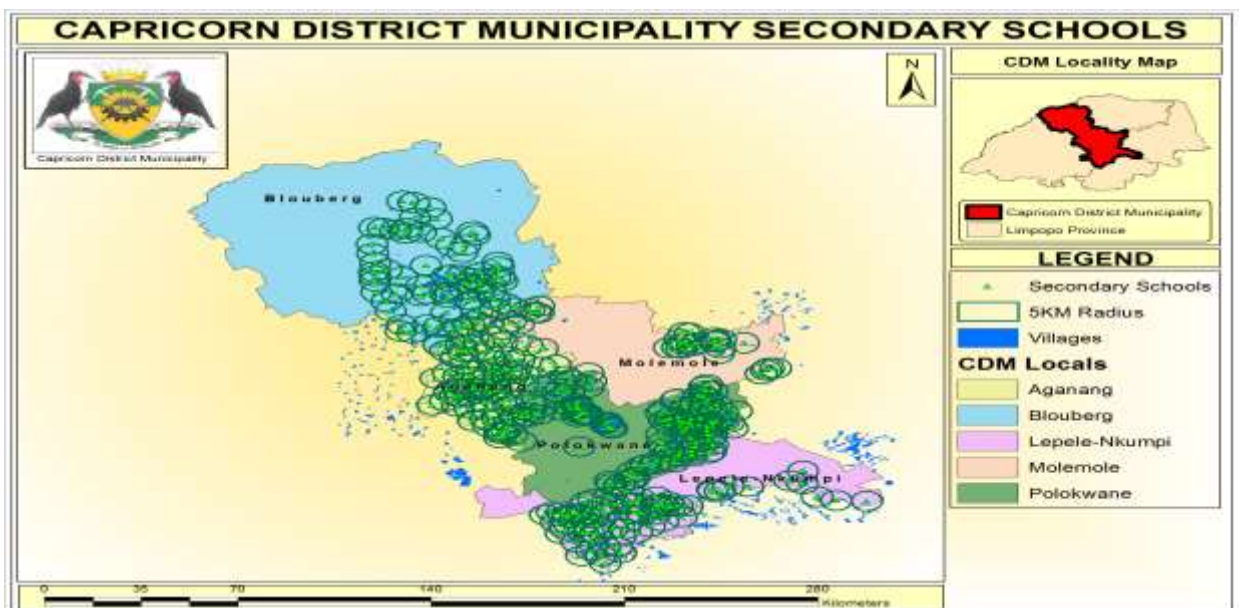 CAPRICORN DISTRICT MUNICIPALITY SECONDARY SCHOOLS
Capricorn District Municipality
N
Blouberg
Molemole
Polokwane
Lepele-Nkumpi
0 35 70 140 210 280
Kilometers
CDM Locality Map
Capricorn District Municipality
Limpopo Province
LEGEND
Secondary Schools
5KM Radius
Villages
CDM Locals
Aganang
Blouberg
Lepele-Nkumpi
Molemole
Polokwane